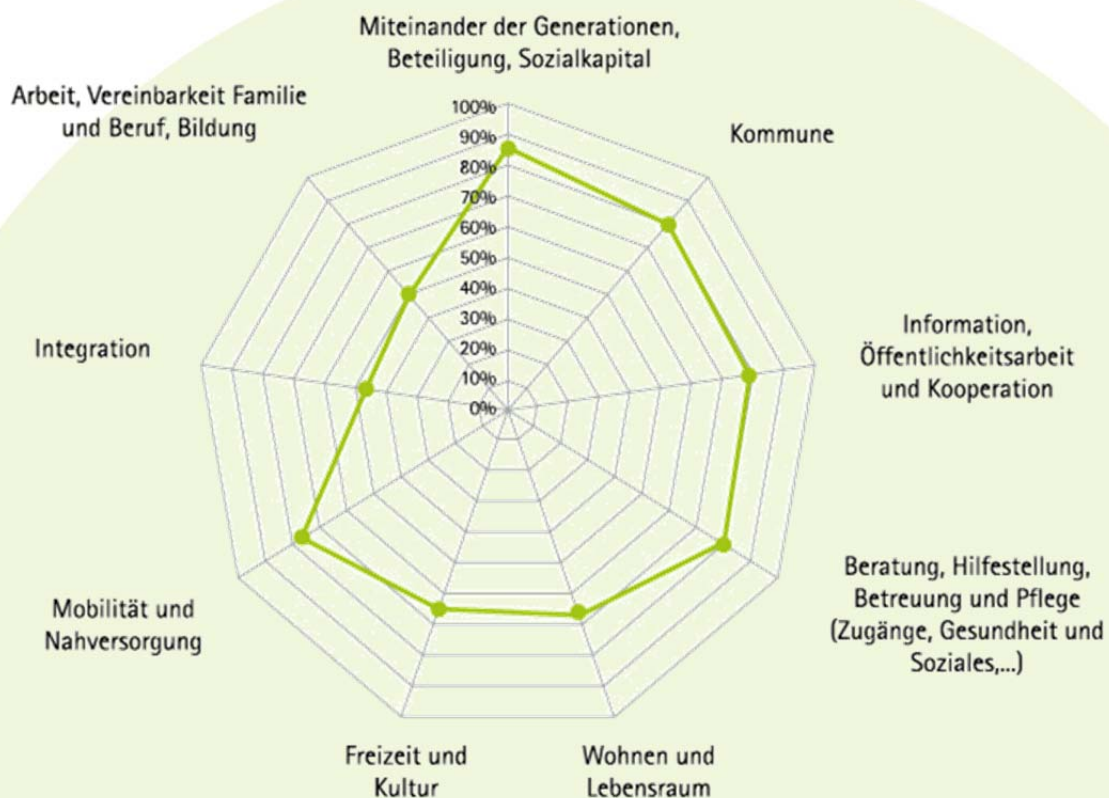 Miteinander der Generationen,
Beteiligung, Sozialkapital
Arbeit, Vereinbarkeit Familie
und Beruf, Bildung
Kommune
100%
90%
80%
70%
60%
50%
40%
30%
20%
10%
0%
Integration
Information,
Öffentlichkeitsarbeit
und Kooperation
Mobilität und
Nahversorgung
Beratung, Hilfestellung,
Betreuung und Pflege
(Zugänge, Gesundheit und
Soziales,...)
Freizeit und
Kultur
Wohnen und
Lebensraum